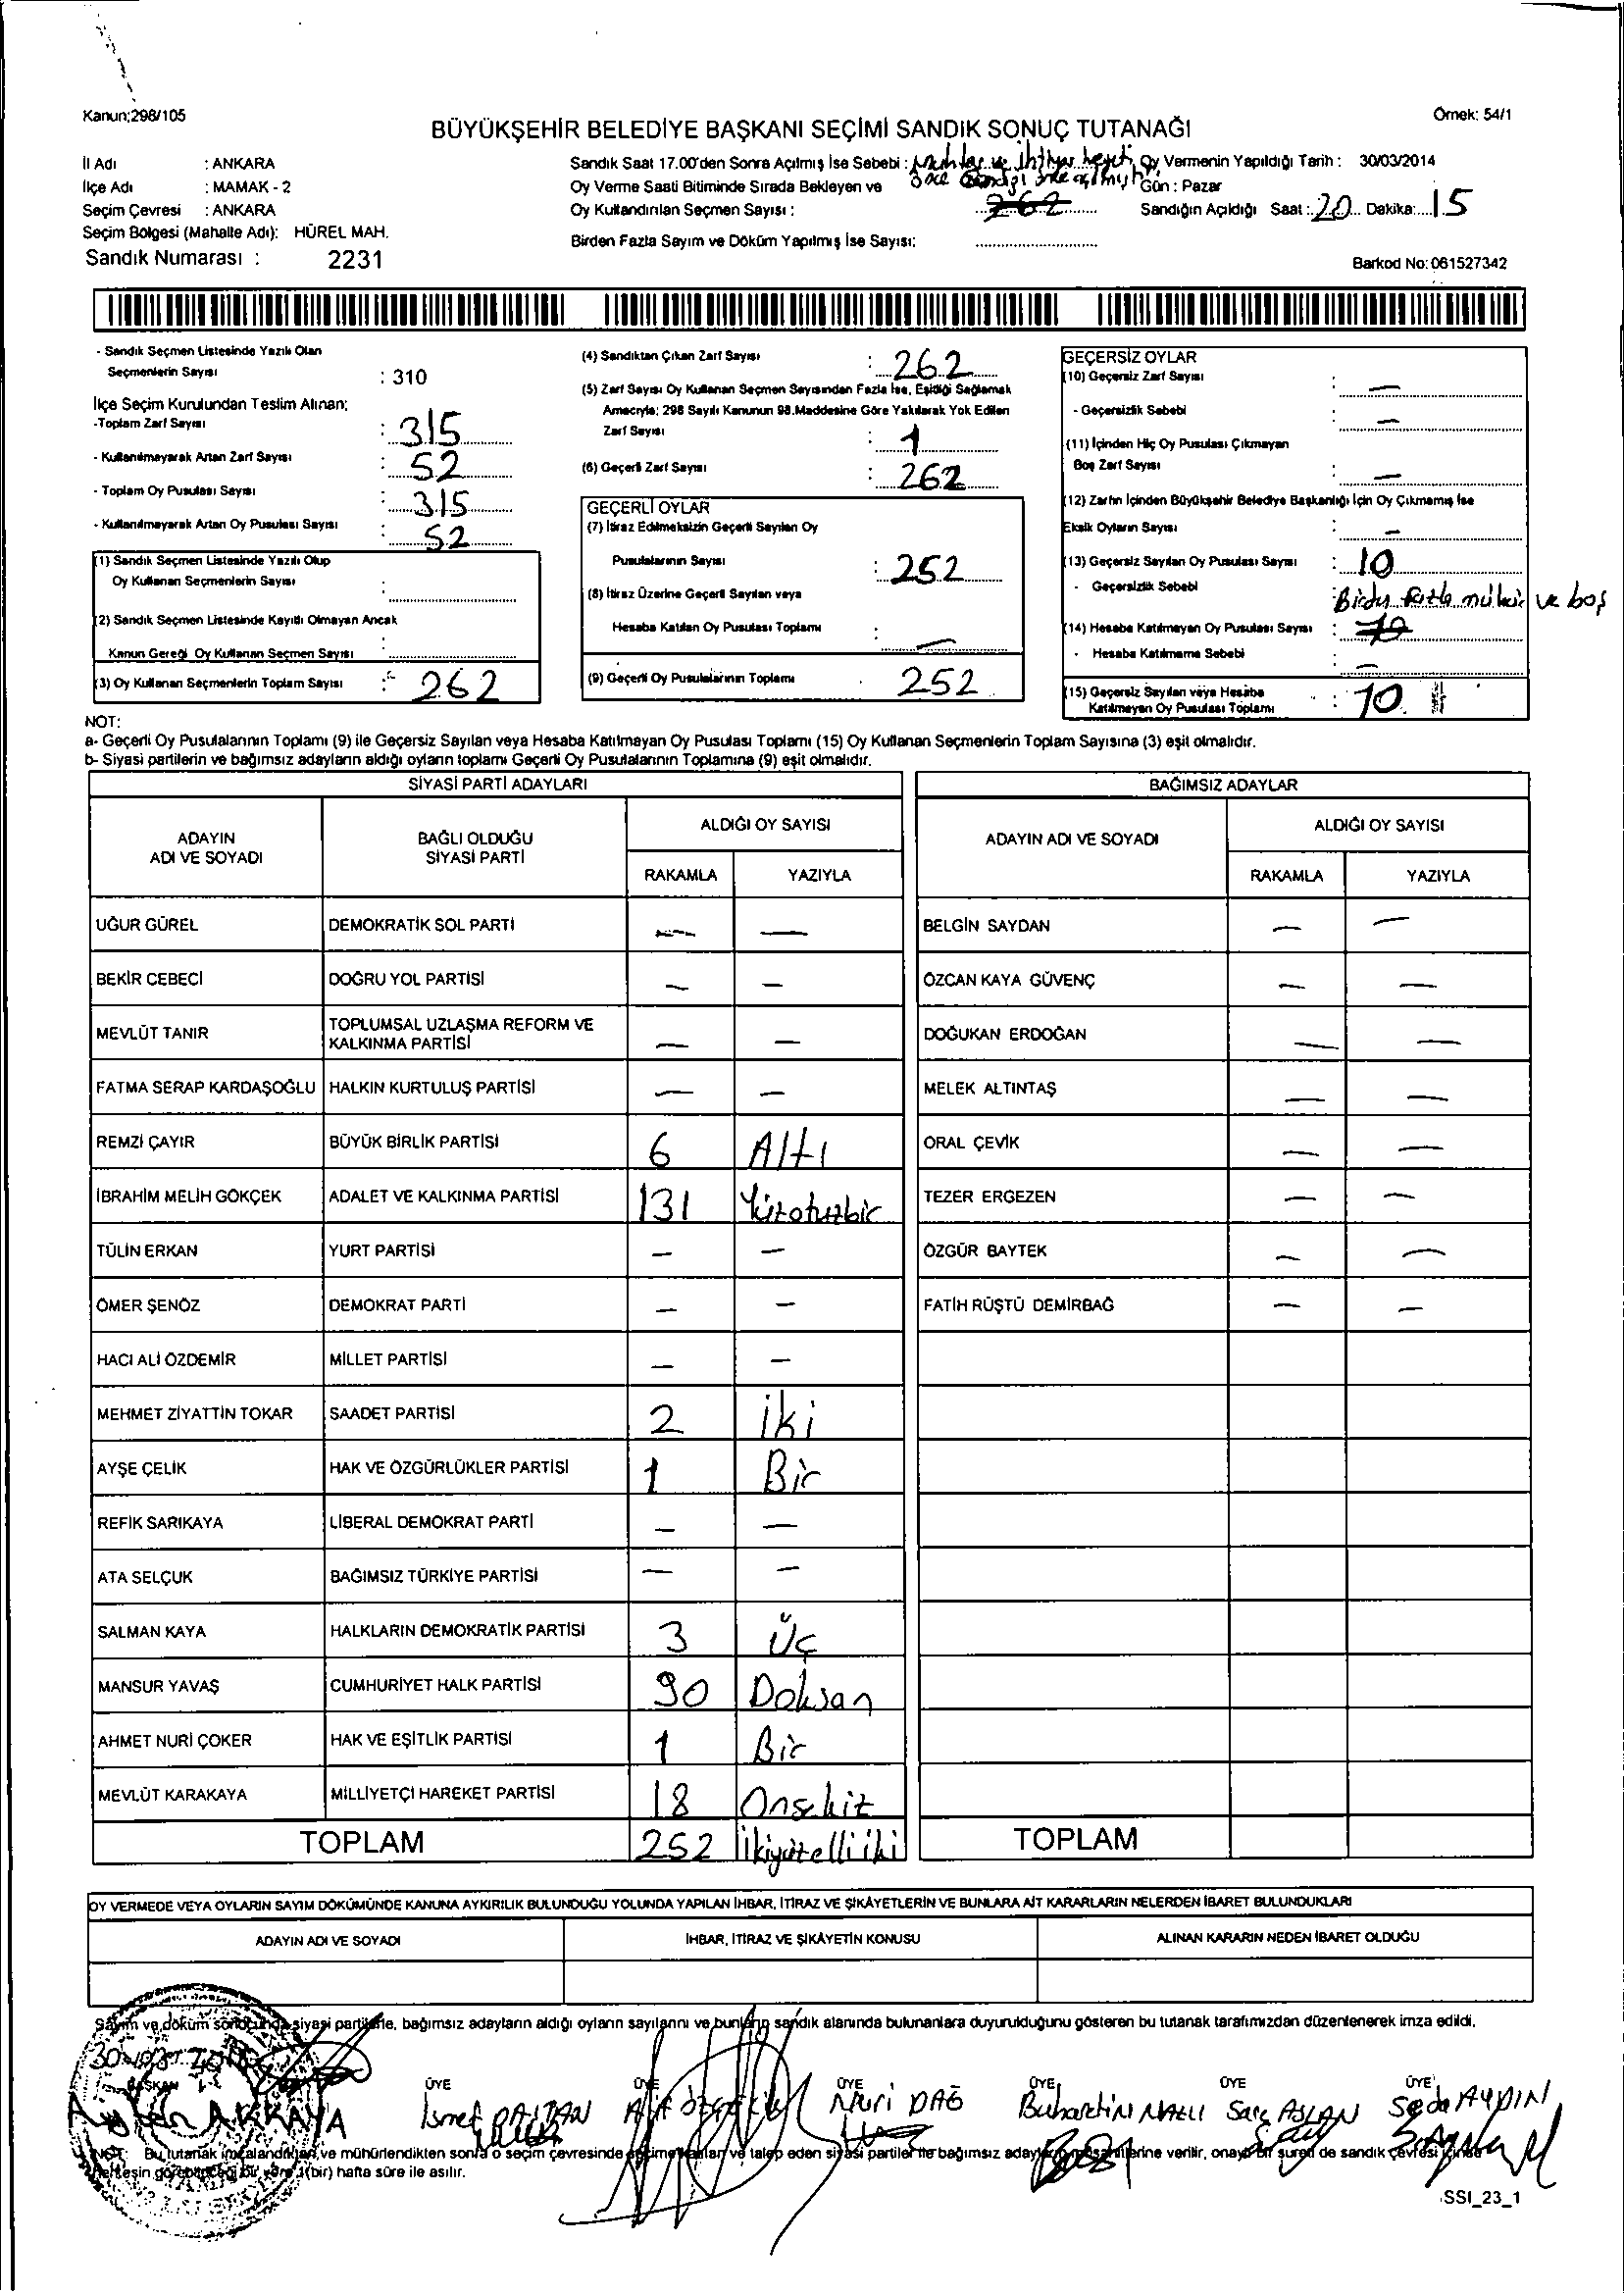 Kanun:298/105
Örnek: 54/1
BÜYÜKŞEHİR BELEDİYE BAŞKANI SEÇİMİ SANDIK SONUÇ TUTANAĞI
İl Adı : ANKARA
İlçe Adı : MAMAK - 2
Seçim Çevresi : ANKARA
Seçim Bölgesi (Mahalle Adı): HÜREL MAH.
Sandık Numarası : 2231
Sandık Saat 17.00'den Sonra Açılmış İse Sebebi : Muhtar ve ihtiyar heyeti
Oy Verme Saati Bitiminde Sırada Bekleyen ve
Oy Kullandırılan Seçmen Sayısı : 262
Birden Fazla Sayım ve Döküm Yapılmış İse Sayısı:
Oy Vermenin Yapıldığı Tarih : 30/03/2014
Gün : Pazar
Sandığın Açıldığı Saat : 20 Dakika: 15
Barkod No: 061527342
- Sandık Seçmen Listesinde Yazılı Olan
Seçmenlerin Sayısı : 310
İlçe Seçim Kurulundan Teslim Alınan;
-Toplam Zarf Sayısı : 315
- Kullanılmayarak Artan Zarf Sayısı : 52
- Toplam Oy Pusulası Sayısı : 315
- Kullanılmayarak Artan Oy Pusulası Sayısı : 52
(1) Sandık Seçmen Listesinde Yazılı Olup
Oy Kullanan Seçmenlerin Sayısı :
(2) Sandık Seçmen Listesinde Kayıtlı Olmayan Ancak
Kanun Gereği Oy Kullanan Seçmen Sayısı :
(3) Oy Kullanan Seçmenlerin Toplam Sayısı : 262
(4) Sandıktan Çıkan Zarf Sayısı : 262
(5) Zarf Sayısı Oy Kullanan Seçmen Sayısından Fazla İse, Eşitliği Sağlamak
Amacıyla; 298 Sayılı Kanunun 98.Maddesine Göre Yakılarak Yok Edilen
Zarf Sayısı : 1
(6) Geçerli Zarf Sayısı : 262
GEÇERLİ OYLAR
(7) İtiraz Edilmeksizin Geçerli Sayılan Oy
Pusulalarının Sayısı : 252
(8) İtiraz Üzerine Geçerli Sayılan veya
Hesaba Katılan Oy Pusulası Toplamı : —
(9) Geçerli Oy Pusulalarının Toplamı : 252
GEÇERSİZ OYLAR
(10) Geçersiz Zarf Sayısı : —
- Geçersizlik Sebebi : —
(11) İçinden Hiç Oy Pusulası Çıkmayan
Boş Zarf Sayısı : —
(12) Zarfın İçinden Büyükşehir Belediye Başkanlığı İçin Oy Çıkmamış İse
Eksik Oyların Sayısı : —
(13) Geçersiz Sayılan Oy Pusulası Sayısı : 10
- Geçersizlik Sebebi : Birden fazla mühür ve boş
(14) Hesaba Katılmayan Oy Pusulası Sayısı : 10
- Hesaba Katılmama Sebebi : —
(15) Geçersiz Sayılan veya Hesaba
Katılmayan Oy Pusulası Toplamı : 10
NOT:
a- Geçerli Oy Pusulalarının Toplamı (9) ile Geçersiz Sayılan veya Hesaba Katılmayan Oy Pusulası Toplamı (15) Oy Kullanan Seçmenlerin Toplam Sayısına (3) eşit olmalıdır.
b- Siyasi partilerin ve bağımsız adayların aldığı oyların toplamı Geçerli Oy Pusulalarının Toplamına (9) eşit olmalıdır.
SİYASİ PARTİ ADAYLARI
ADAYIN ADI VE SOYADI BAĞLI OLDUĞU SİYASİ PARTİ ALDIĞI OY SAYISI
RAKAMLA YAZIYLA
UĞUR GÜREL DEMOKRATİK SOL PARTİ — —
BEKİR CEBECİ DOĞRU YOL PARTİSİ — —
MEVLÜT TANIR TOPLUMSAL UZLAŞMA REFORM VE KALKINMA PARTİSİ — —
FATMA SERAP KARDAŞOĞLU HALKIN KURTULUŞ PARTİSİ — —
REMZİ ÇAYIR BÜYÜK BİRLİK PARTİSİ 6 Altı
İBRAHİM MELİH GÖKÇEK ADALET VE KALKINMA PARTİSİ 131 Yüzotuzbir
TÜLİN ERKAN YURT PARTİSİ — —
ÖMER ŞENÖZ DEMOKRAT PARTİ — —
HACI ALİ ÖZDEMİR MİLLET PARTİSİ — —
MEHMET ZİYATTİN TOKAR SAADET PARTİSİ 2 iki
AYŞE ÇELİK HAK VE ÖZGÜRLÜKLER PARTİSİ 1 Bir
REFİK SARIKAYA LİBERAL DEMOKRAT PARTİ — —
ATA SELÇUK BAĞIMSIZ TÜRKİYE PARTİSİ — —
SALMAN KAYA HALKLARIN DEMOKRATİK PARTİSİ 3 Üç
MANSUR YAVAŞ CUMHURİYET HALK PARTİSİ 90 Doksan
AHMET NURİ ÇOKER HAK VE EŞİTLİK PARTİSİ 1 Bir
MEVLÜT KARAKAYA MİLLİYETÇİ HAREKET PARTİSİ 18 Onsekiz
TOPLAM 252 İkiyüzelliiki
BAĞIMSIZ ADAYLAR
ADAYIN ADI VE SOYADI ALDIĞI OY SAYISI
RAKAMLA YAZIYLA
BELGİN SAYDAN — —
ÖZCAN KAYA GÜVENÇ — —
DOĞUKAN ERDOĞAN — —
MELEK ALTINTAŞ — —
ORAL ÇEVİK — —
TEZER ERGEZEN — —
ÖZGÜR BAYTEK — —
FATİH RÜŞTÜ DEMİRBAĞ — —
TOPLAM
OY VERMEDE VEYA OYLARIN SAYIM DÖKÜMÜNDE KANUNA AYKIRILIK BULUNDUĞU YOLUNDA YAPILAN İHBAR, İTİRAZ VE ŞİKÂYETLERİN VE BUNLARA AİT KARARLARIN NELERDEN İBARET BULUNDUKLARI
ADAYIN ADI VE SOYADI İHBAR, İTİRAZ VE ŞİKÂYETİN KONUSU ALINAN KARARIN NEDEN İBARET OLDUĞU
Sayım ve döküm sonucunda siyasi partilerle, bağımsız adayların aldığı oyların sayılarını ve bunların sandık alanında bulunanlara duyurulduğunu gösteren bu tutanak tarafımızdan düzenlenerek imza edildi.
BAŞKAN ÜYE ÜYE ÜYE ÜYE ÜYE ÜYE
AKKAYA İsmet Nuri DAĞ Seda AYDIN
NOT: Bu tutanak imzalandıktan ve mühürlendikten sonra o seçim çevresinde seçime katılan ve talep eden siyasi partiler ile bağımsız aday müşahitlerine verilir, onaylı bir sureti de sandık çevresi içinde
herkesin görebileceği bir yere 1(bir) hafta süre ile asılır.
SSI_23_1